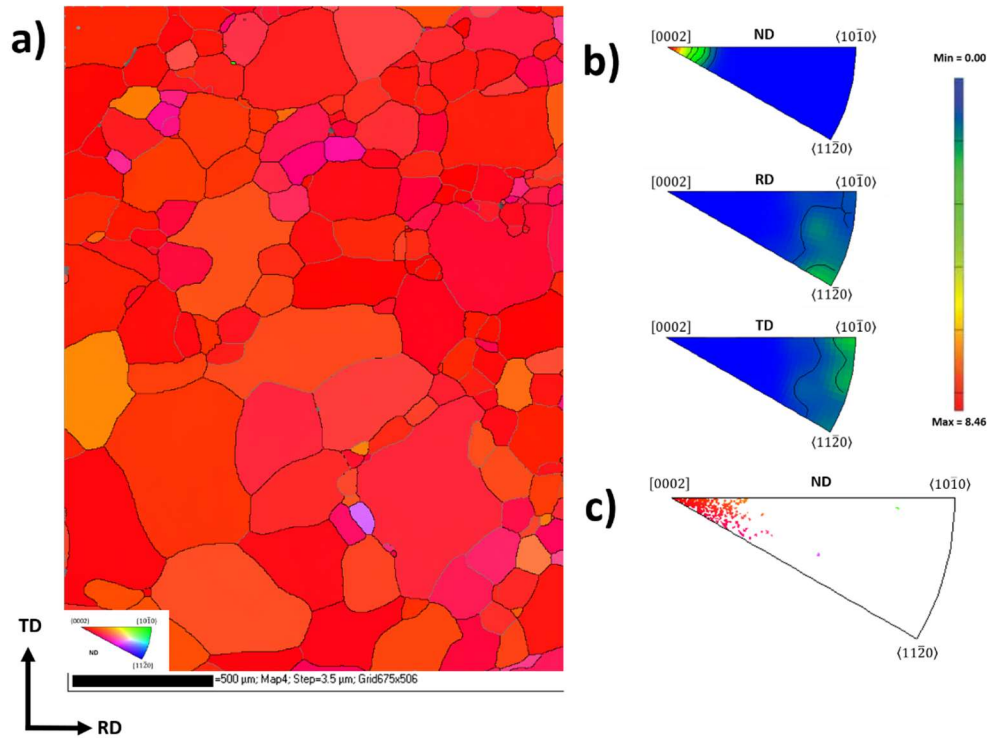 a)
TD
RD
(0002)
(101̅0)
ND
(112̅0)
=500 μm; Map4; Step=3.5 μm; Grid675x506
b)
[0002]
ND
⟨101̅0⟩
⟨112̅0⟩
RD
[0002]
⟨101̅0⟩
⟨112̅0⟩
TD
[0002]
⟨101̅0⟩
⟨112̅0⟩
Min = 0.00
Max = 8.46
c)
ND
[0002]
⟨101̅0⟩
⟨112̅0⟩